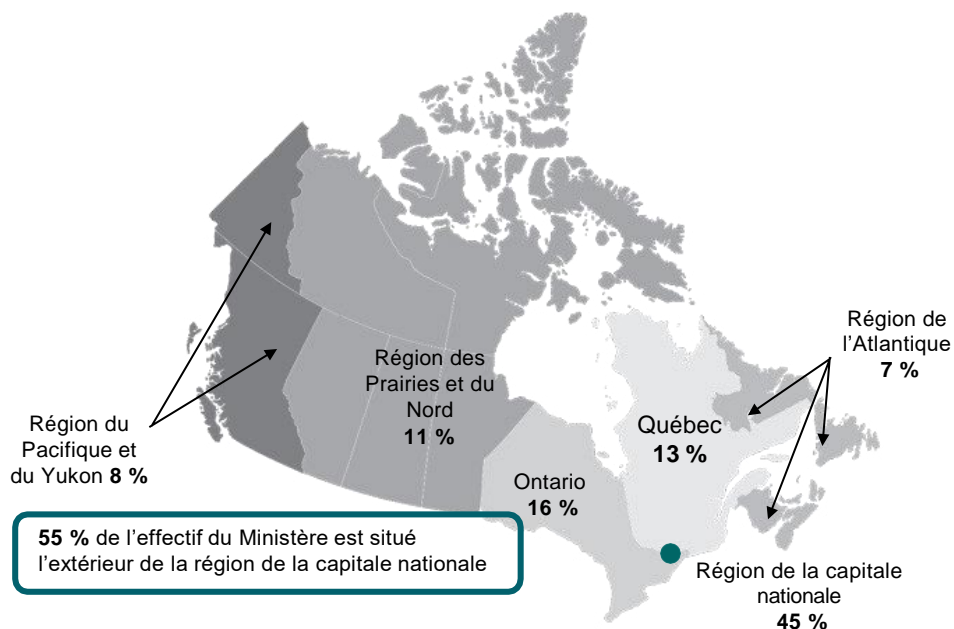 Région de
l'Atlantique
7 %
Région des
Prairies et du
Nord
11 %
Région du
Pacifique et
du Yukon 8 %
Québec
13 %
Ontario
16 %
55 % de l'effectif du Ministère est situé
l'extérieur de la région de la capitale nationale
Région de la capitale
nationale
45 %